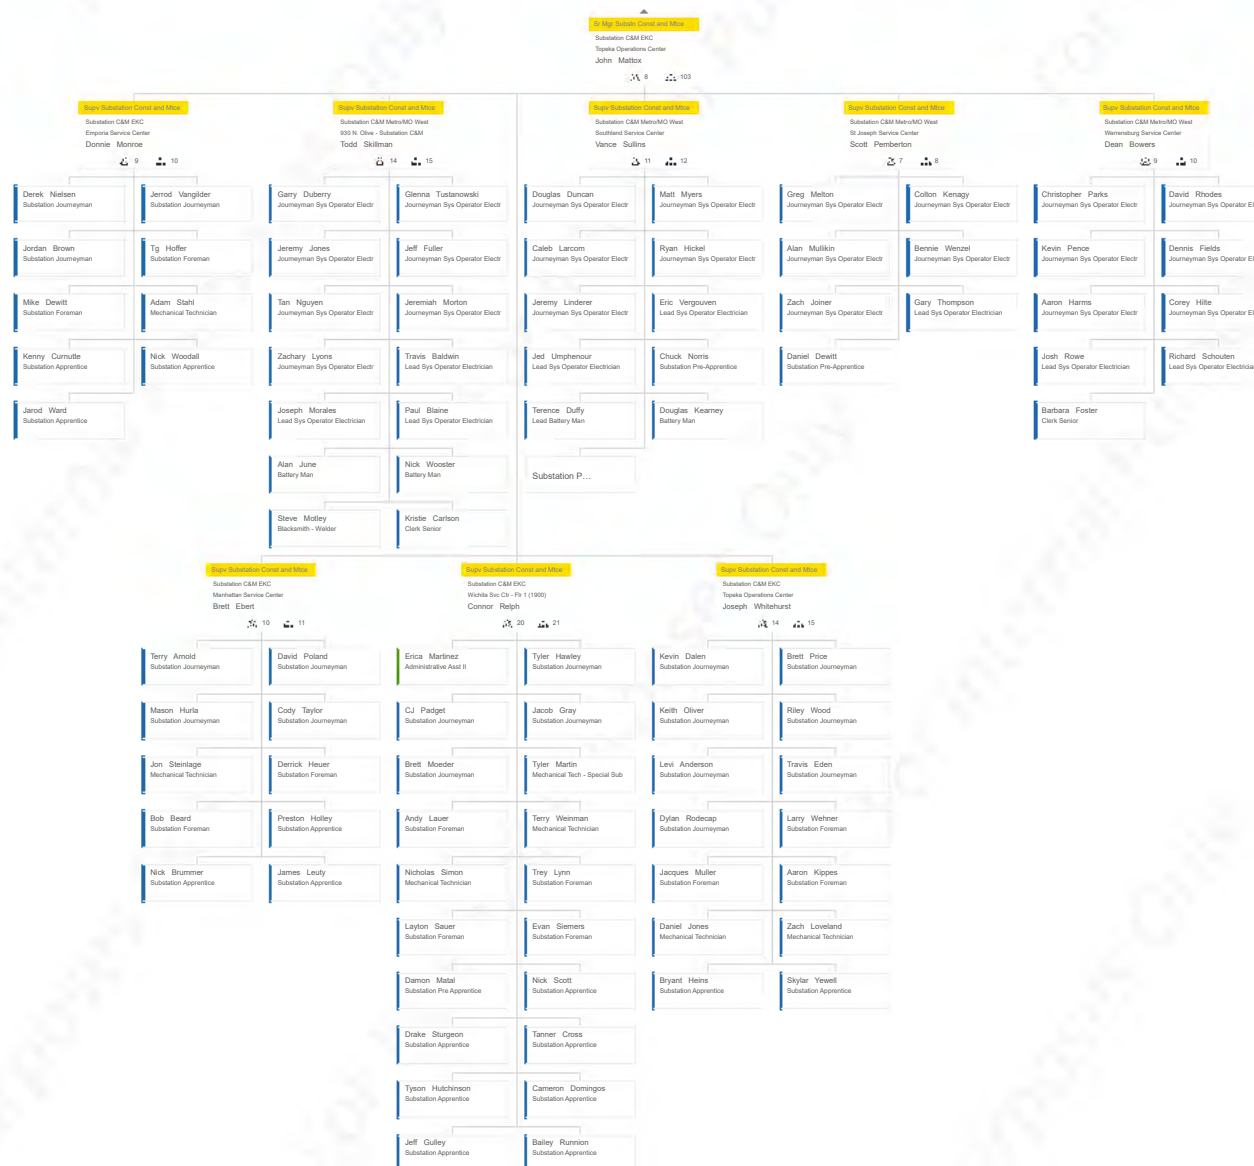 Sr Mgr Substn Const and Mtce
Substation C&M EKC
Topeka Operations Center
John Mattox
8 103
Supv Substation Const and Mtce
Substation C&M EKC
Emporia Service Center
Donnie Monroe
9 10
Derek Nielsen
Substation Journeyman
Jerrod Vangilder
Substation Journeyman
Jordan Brown
Substation Journeyman
Tg Hoffer
Substation Foreman
Mike Dewitt
Substation Foreman
Adam Stahl
Mechanical Technician
Kenny Curnutte
Substation Apprentice
Nick Woodall
Substation Apprentice
Jarod Ward
Substation Apprentice
Supv Substation Const and Mtce
Substation C&M Metro/MO West
930 N. Olive - Substation C&M
Todd Skillman
14 15
Garry Duberry
Journeyman Sys Operator Electr
Glenna Tustanowski
Journeyman Sys Operator Electr
Jeremy Jones
Journeyman Sys Operator Electr
Jeff Fuller
Journeyman Sys Operator Electr
Tan Nguyen
Journeyman Sys Operator Electr
Jeremiah Morton
Journeyman Sys Operator Electr
Zachary Lyons
Journeyman Sys Operator Electr
Travis Baldwin
Lead Sys Operator Electrician
Joseph Morales
Lead Sys Operator Electrician
Paul Blaine
Lead Sys Operator Electrician
Alan June
Battery Man
Nick Wooster
Battery Man
Steve Motley
Blacksmith - Welder
Kristie Carlson
Clerk Senior
Supv Substation Const and Mtce
Substation C&M Metro/MO West
Southland Service Center
Vance Sullins
11 12
Douglas Duncan
Journeyman Sys Operator Electr
Matt Myers
Journeyman Sys Operator Electr
Caleb Larcom
Journeyman Sys Operator Electr
Ryan Hickel
Journeyman Sys Operator Electr
Jeremy Linderer
Journeyman Sys Operator Electr
Eric Vergouven
Lead Sys Operator Electrician
Jed Umphenour
Lead Sys Operator Electrician
Chuck Norris
Substation Pre-Apprentice
Terence Duffy
Lead Battery Man
Douglas Kearney
Battery Man
Substation P…
Supv Substation Const and Mtce
Substation C&M Metro/MO West
St Joseph Service Center
Scott Pemberton
7 8
Greg Melton
Journeyman Sys Operator Electr
Colton Kenagy
Journeyman Sys Operator Electr
Alan Mullikin
Journeyman Sys Operator Electr
Bennie Wenzel
Journeyman Sys Operator Electr
Zach Joiner
Journeyman Sys Operator Electr
Gary Thompson
Lead Sys Operator Electrician
Daniel Dewitt
Substation Pre-Apprentice
Supv Substation Const and Mtce
Substation C&M Metro/MO West
Warrensburg Service Center
Dean Bowers
9 10
Christopher Parks
Journeyman Sys Operator Electr
David Rhodes
Journeyman Sys Operator El
Kevin Pence
Journeyman Sys Operator Electr
Dennis Fields
Journeyman Sys Operator El
Aaron Harms
Journeyman Sys Operator Electr
Corey Hilte
Journeyman Sys Operator El
Josh Rowe
Lead Sys Operator Electrician
Richard Schouten
Lead Sys Operator Electrician
Barbara Foster
Clerk Senior
Supv Substation Const and Mtce
Substation C&M EKC
Manhattan Service Center
Brett Ebert
10 11
Terry Arnold
Substation Journeyman
David Poland
Substation Journeyman
Mason Hurla
Substation Journeyman
Cody Taylor
Substation Journeyman
Jon Steinlage
Mechanical Technician
Derrick Heuer
Substation Foreman
Bob Beard
Substation Foreman
Preston Holley
Substation Apprentice
Nick Brummer
Substation Apprentice
James Leuty
Substation Apprentice
Supv Substation Const and Mtce
Substation C&M EKC
Wichita Svc Ctr - Flr 1 (1900)
Connor Relph
20 21
Erica Martinez
Administrative Asst II
Tyler Hawley
Substation Journeyman
CJ Padget
Substation Journeyman
Jacob Gray
Substation Journeyman
Brett Moeder
Substation Journeyman
Tyler Martin
Mechanical Tech - Special Sub
Andy Lauer
Substation Foreman
Terry Weinman
Mechanical Technician
Nicholas Simon
Mechanical Technician
Trey Lynn
Substation Foreman
Layton Sauer
Substation Foreman
Evan Siemers
Substation Foreman
Damon Matal
Substation Pre Apprentice
Nick Scott
Substation Apprentice
Drake Sturgeon
Substation Apprentice
Tanner Cross
Substation Apprentice
Tyson Hutchinson
Substation Apprentice
Cameron Domingos
Substation Apprentice
Jeff Gulley
Substation Apprentice
Bailey Runnion
Substation Apprentice
Supv Substation Const and Mtce
Substation C&M EKC
Topeka Operations Center
Joseph Whitehurst
14 15
Kevin Dalen
Substation Journeyman
Brett Price
Substation Journeyman
Keith Oliver
Substation Journeyman
Riley Wood
Substation Journeyman
Levi Anderson
Substation Journeyman
Travis Eden
Substation Journeyman
Dylan Rodecap
Substation Journeyman
Larry Wehner
Substation Foreman
Jacques Muller
Substation Foreman
Aaron Kippes
Substation Foreman
Daniel Jones
Mechanical Technician
Zach Loveland
Mechanical Technician
Bryant Heins
Substation Apprentice
Skylar Yewell
Substation Apprentice